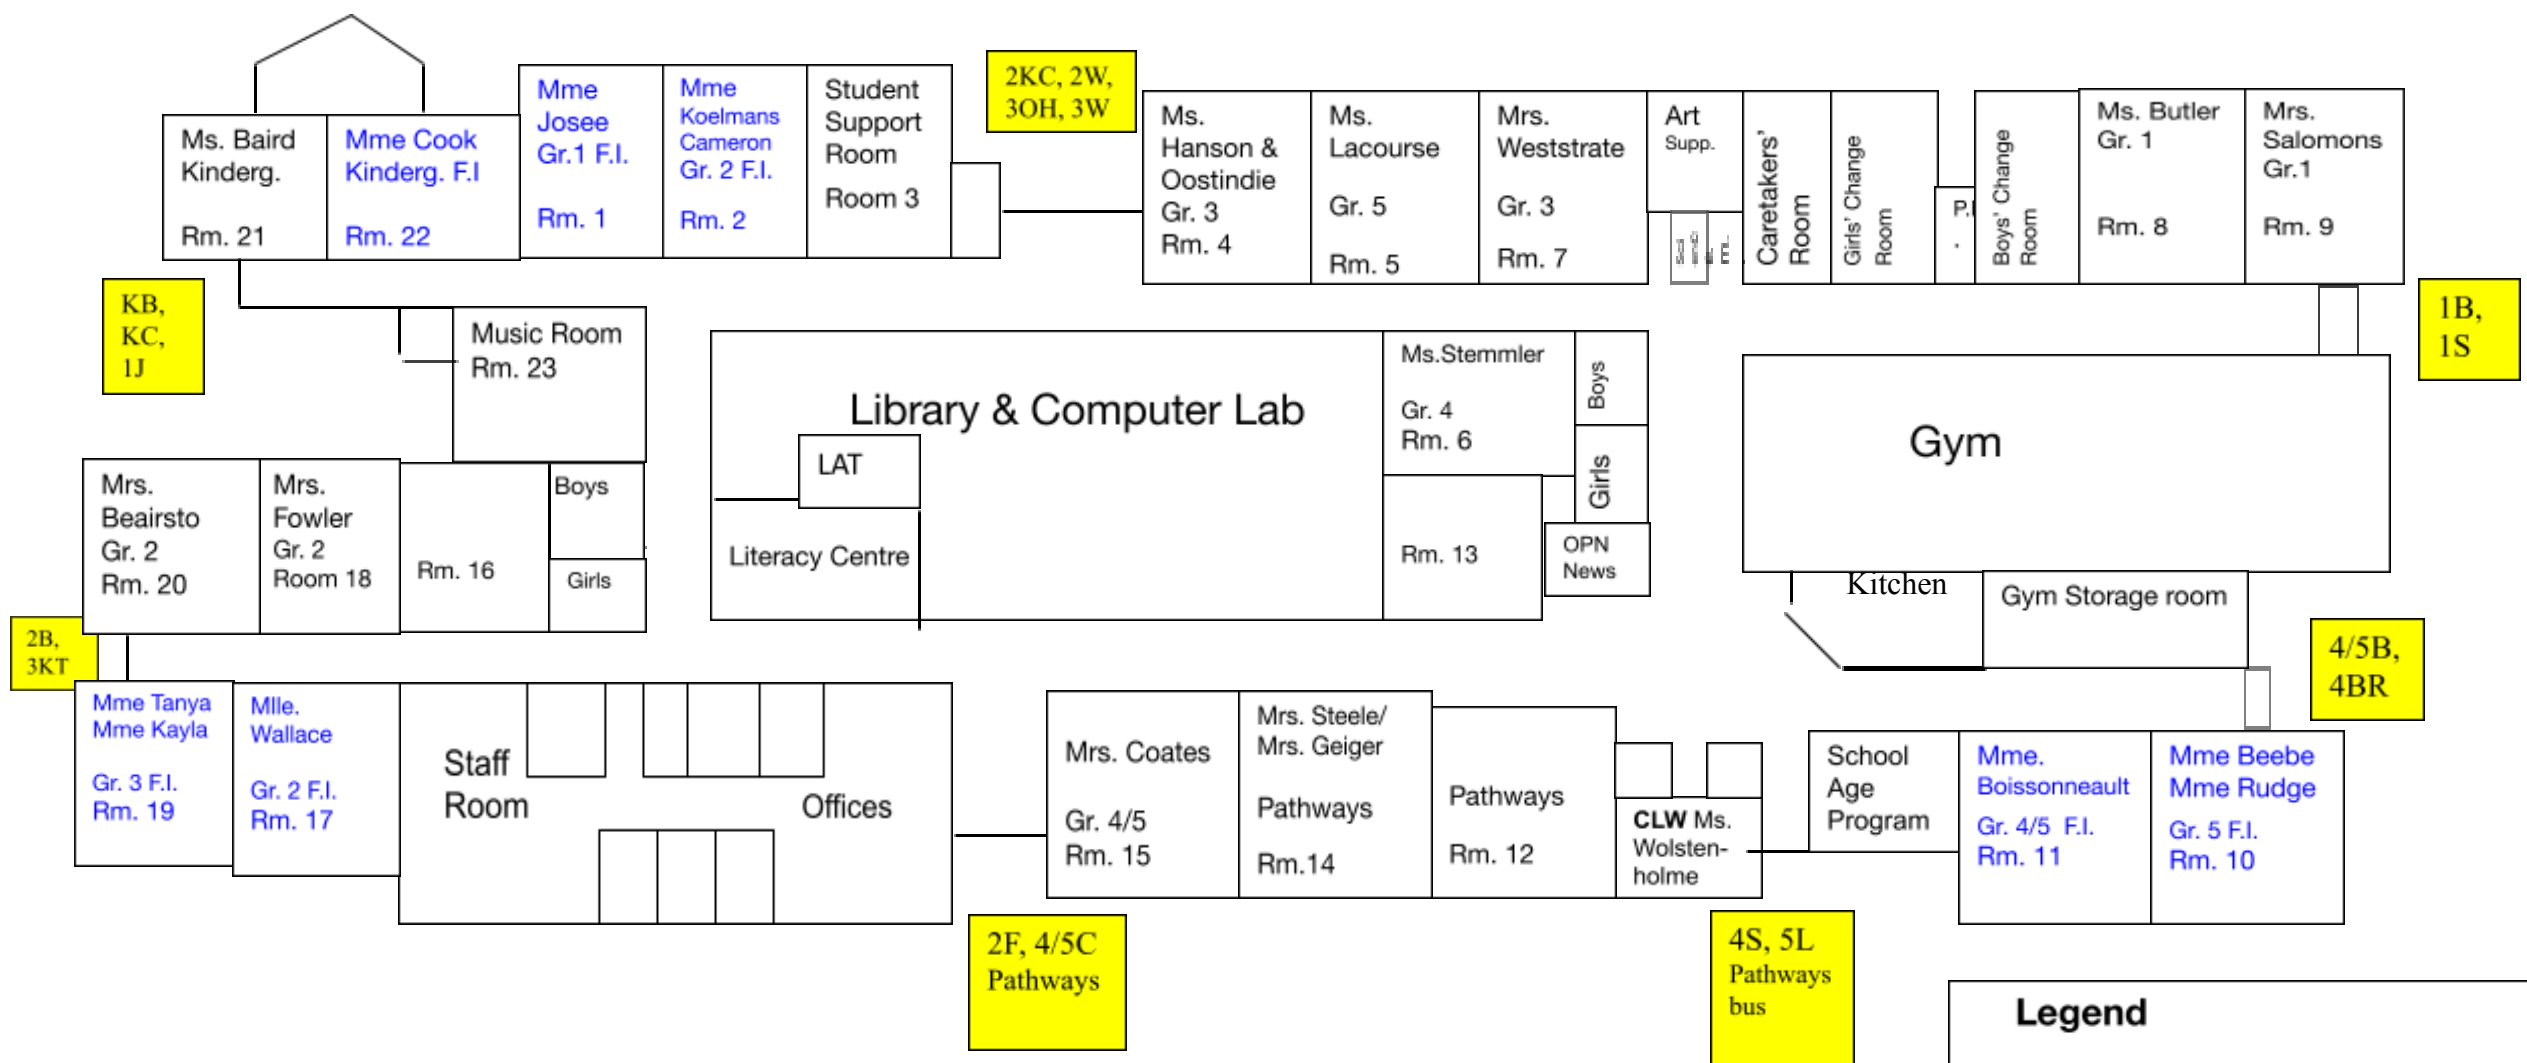 Ms. Baird
Kinderg.
Rm. 21
Mme Cook
Kinderg. F.I
Rm. 22
Mme
Josee
Gr.1 F.I.
Rm. 1
Mme
Koelmans
Cameron
Gr. 2 F.I.
Rm. 2
Student
Support
Room
Room 3
2KC, 2W,
3OH, 3W
Ms.
Hanson &
Oostindie
Gr. 3
Rm. 4
Ms.
Lacourse
Gr. 5
Rm. 5
Mrs.
Weststrate
Gr. 3
Rm. 7
Art
Supp.
Caretakers'
Room
Girls' Change
Room
Boys' Change
Room
Ms. Butler
Gr. 1
Rm. 8
Mrs.
Salomons
Gr.1
Rm. 9
KB,
KC,
1J
Music Room
Rm. 23
Library & Computer Lab
LAT
Literacy Centre
Ms.Stemmler
Gr. 4
Rm. 6
Boys
Girls
Rm. 13
OPN
News
Gym
1B,
1S
Kitchen
Gym Storage room
Mrs.
Beairsto
Gr. 2
Rm. 20
Mrs.
Fowler
Gr. 2
Room 18
Rm. 16
Boys
Girls
2B,
3KT
4/5B,
4BR
Mme Tanya
Mme Kayla
Gr. 3 F.I.
Rm. 19
Mlle.
Wallace
Gr. 2 F.I.
Rm. 17
Staff
Room
Offices
Mrs. Coates
Gr. 4/5
Rm. 15
Mrs. Steele/
Mrs. Geiger
Pathways
Rm.14
Pathways
Rm. 12
CLW Ms.
Wolsten-
holme
School
Age
Program
Mme.
Boissonneault
Gr. 4/5 F.I.
Rm. 11
Mme Beebe
Mme Rudge
Gr. 5 F.I.
Rm. 10
2F, 4/5C
Pathways
4S, 5L
Pathways
bus
Legend